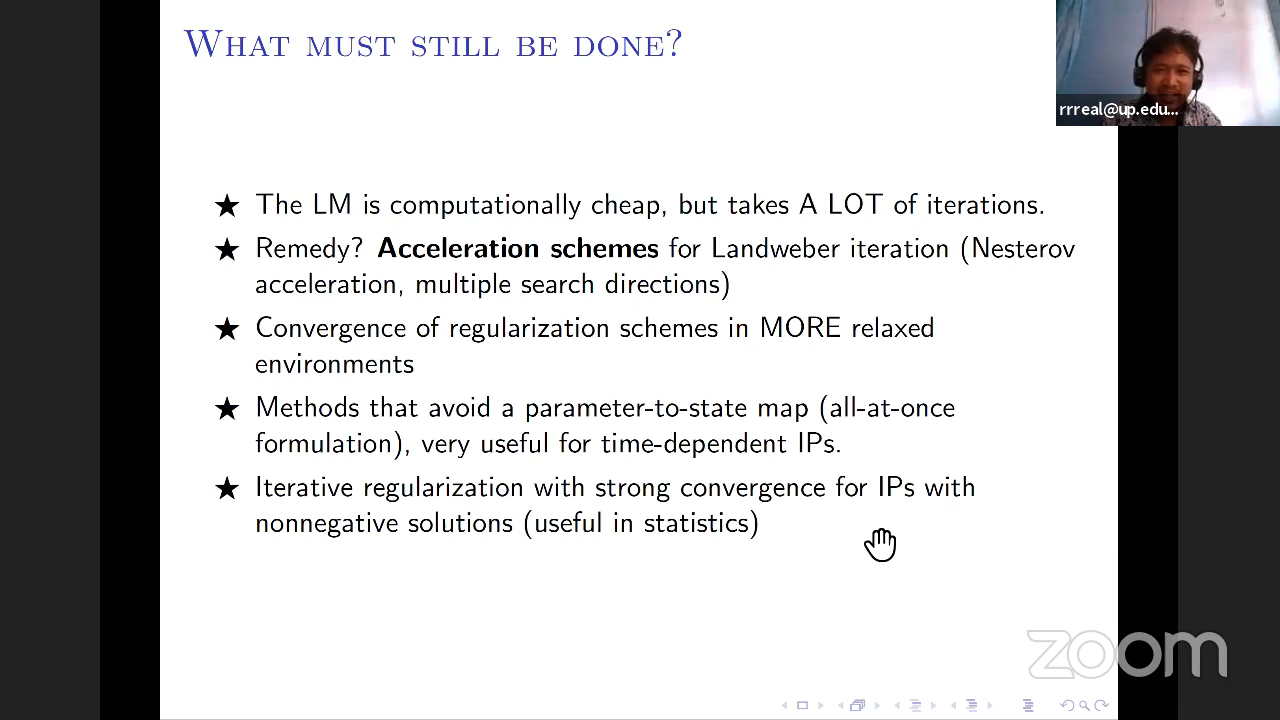 WHAT MUST STILL BE DONE?
rrreal@up.edu...
★ The LM is computationally cheap, but takes A LOT of iterations.
★ Remedy? Acceleration schemes for Landweber iteration (Nesterov
acceleration, multiple search directions)
★ Convergence of regularization schemes in MORE relaxed
environments
★ Methods that avoid a parameter-to-state map (all-at-once
formulation), very useful for time-dependent IPs.
★ Iterative regularization with strong convergence for IPs with
nonnegative solutions (useful in statistics)
zoom